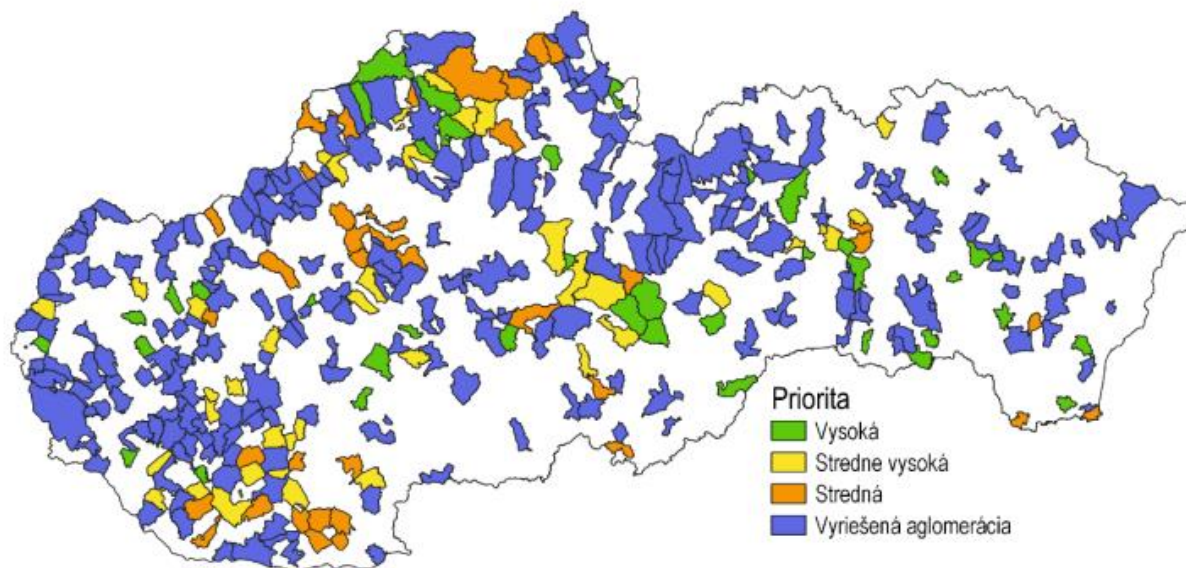 Priorita
Vysoká
Stredne vysoká
Stredná
Vyriešená aglomerácia